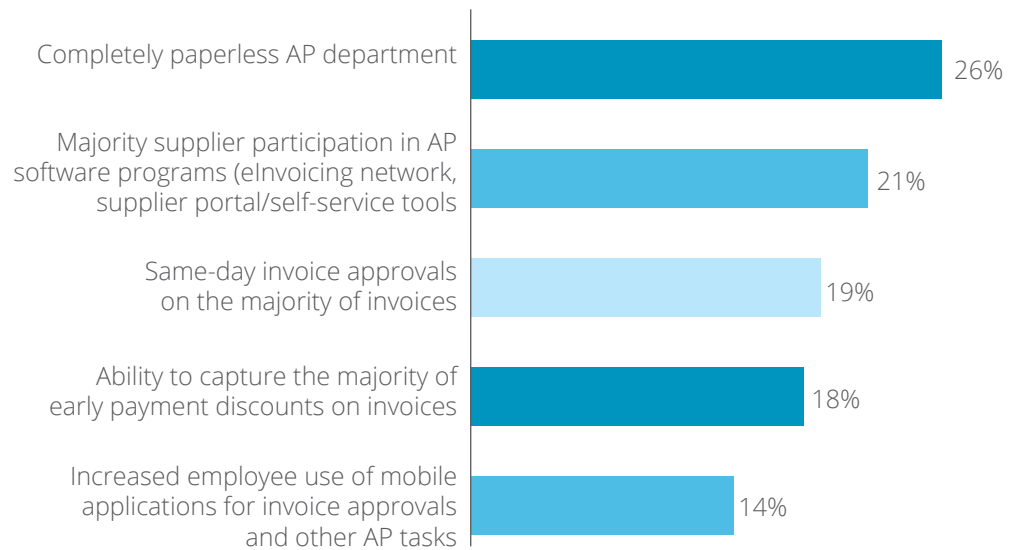 Completely paperless AP department
26%
Majority supplier participation in AP
software programs (eInvoicing network,
supplier portal/self-service tools
21%
Same-day invoice approvals
on the majority of invoices
19%
Ability to capture the majority of
early payment discounts on invoices
18%
Increased employee use of mobile
applications for invoice approvals
and other AP tasks
14%